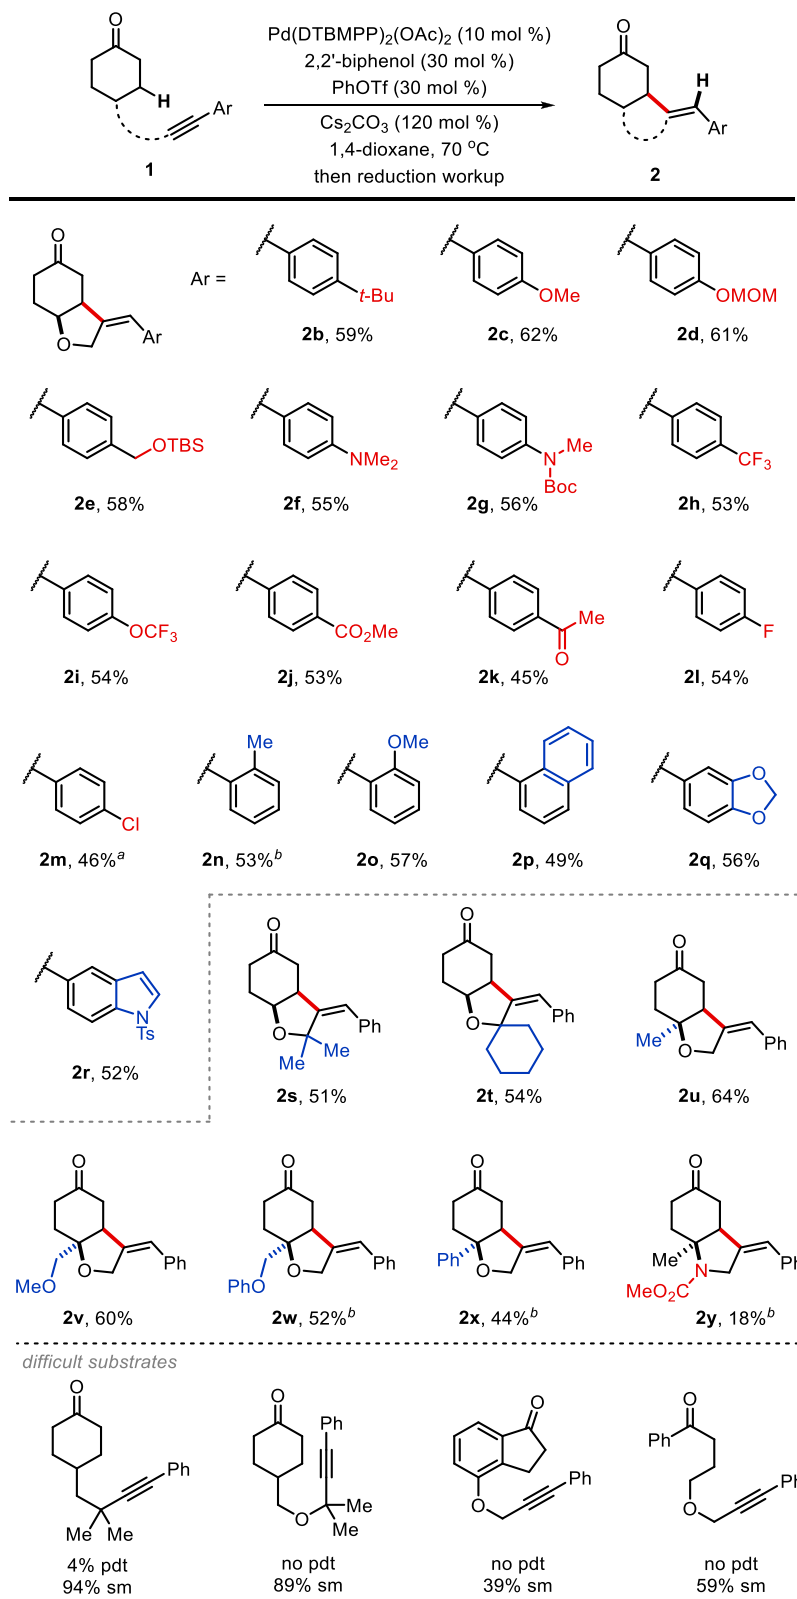 O
H
Ar
1
Pd(DTBMPP)2(OAc)2 (10 mol %)
2,2'-biphenol (30 mol %)
PhOTf (30 mol %)
Cs2CO3 (120 mol %)
1,4-dioxane, 70 oC
then reduction workup
O
H
Ar
2
O
O
Ar
Ar =
t-Bu
2b, 59%
OMe
2c, 62%
OMOM
2d, 61%
OTBS
2e, 58%
NMe2
2f, 55%
Me
N
Boc
2g, 56%
CF3
2h, 53%
OCF3
2i, 54%
CO2Me
2j, 53%
Me
O
2k, 45%
F
2l, 54%
Cl
2m, 46%a
Me
2n, 53%b
OMe
2o, 57%
2p, 49%
O
O
2q, 56%
N
Ts
2r, 52%
O
Ph
O
Me
Me
2s, 51%
O
Ph
O
2t, 54%
O
Me
O
Ph
2u, 64%
O
Ph
O
MeO
2v, 60%
O
Ph
O
PhO
2w, 52%b
O
Ph
Ph
O
2x, 44%b
O
Ph
Me
N
MeO2C
2y, 18%b
difficult substrates
O
Ph
Me
Me
4% pdt
94% sm
O
Ph
O
Me
Me
no pdt
89% sm
O
Ph
O
no pdt
39% sm
O
Ph
O
Ph
no pdt
59% sm